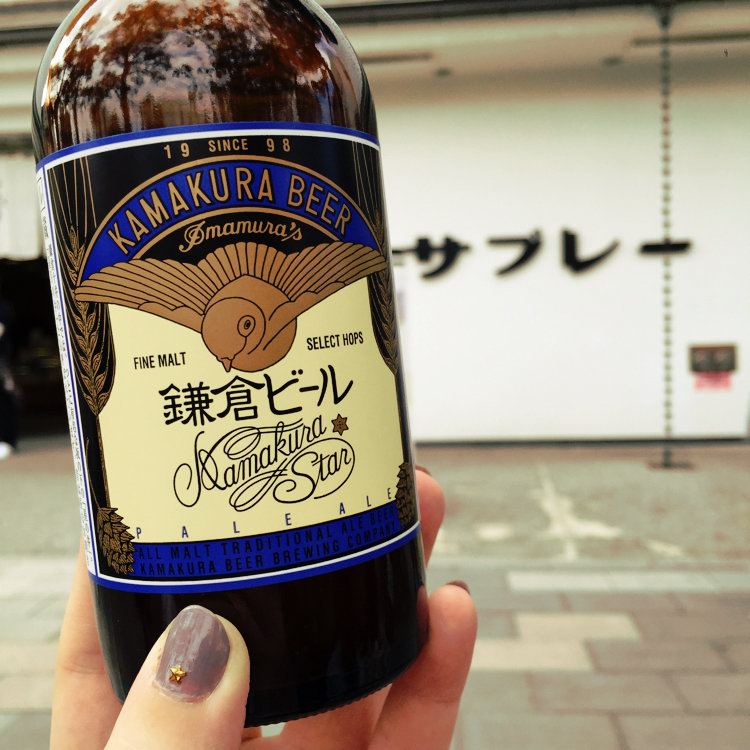 19 SINCE 98
KAMAKURA BEER
Imamura's
FINE MALT
SELECT HOPS
鎌倉ビール
Kamakura
Star
PALE ALE
ALL MALT TRADITIONAL ALE BEER
KAMAKURA BEER BREWING COMPANY
ーサブレー